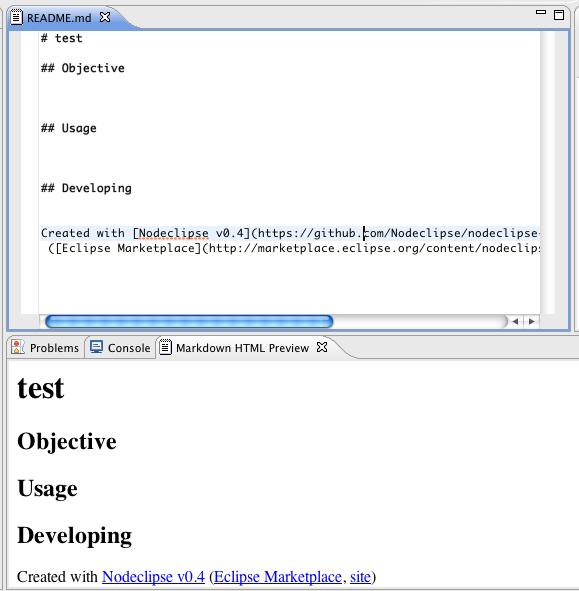 README.md
# test
## Objective
## Usage
## Developing
Created with [Nodeclipse v0.4](https://github.com/Nodeclipse/nodeclipse-
([Eclipse Marketplace](http://marketplace.eclipse.org/content/nodeclips
Problems
Console
Markdown HTML Preview
test
Objective
Usage
Developing
Created with Nodeclipse v0.4 (Eclipse Marketplace, site)